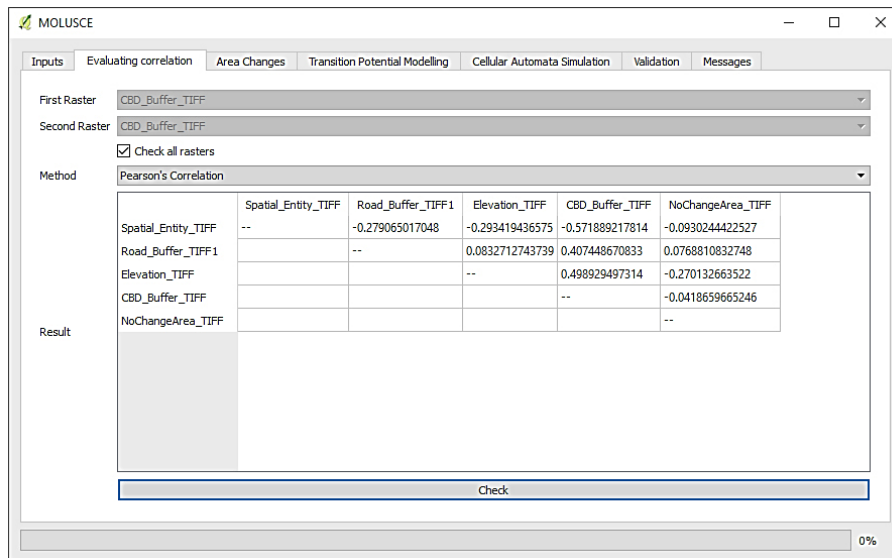 MOLUSCE
Inputs Evaluating correlation Area Changes Transition Potential Modelling Cellular Automata Simulation Validation Messages
First Raster CBD_Buffer_TIFF
Second Raster CBD_Buffer_TIFF
Check all rasters
Method Pearson's Correlation
Spatial_Entity_TIFF Road_Buffer_TIFF1 Elevation_TIFF CBD_Buffer_TIFF NoChangeArea_TIFF
Spatial_Entity_TIFF -- -0.279065017048 -0.293419436575 -0.571889217814 -0.0930244422527
Road_Buffer_TIFF1 -- 0.0832712743739 0.407448670833 0.0768810832748
Elevation_TIFF -- 0.498929497314 -0.270132663522
CBD_Buffer_TIFF -- -0.0418659665246
NoChangeArea_TIFF --
Result
Check
0%